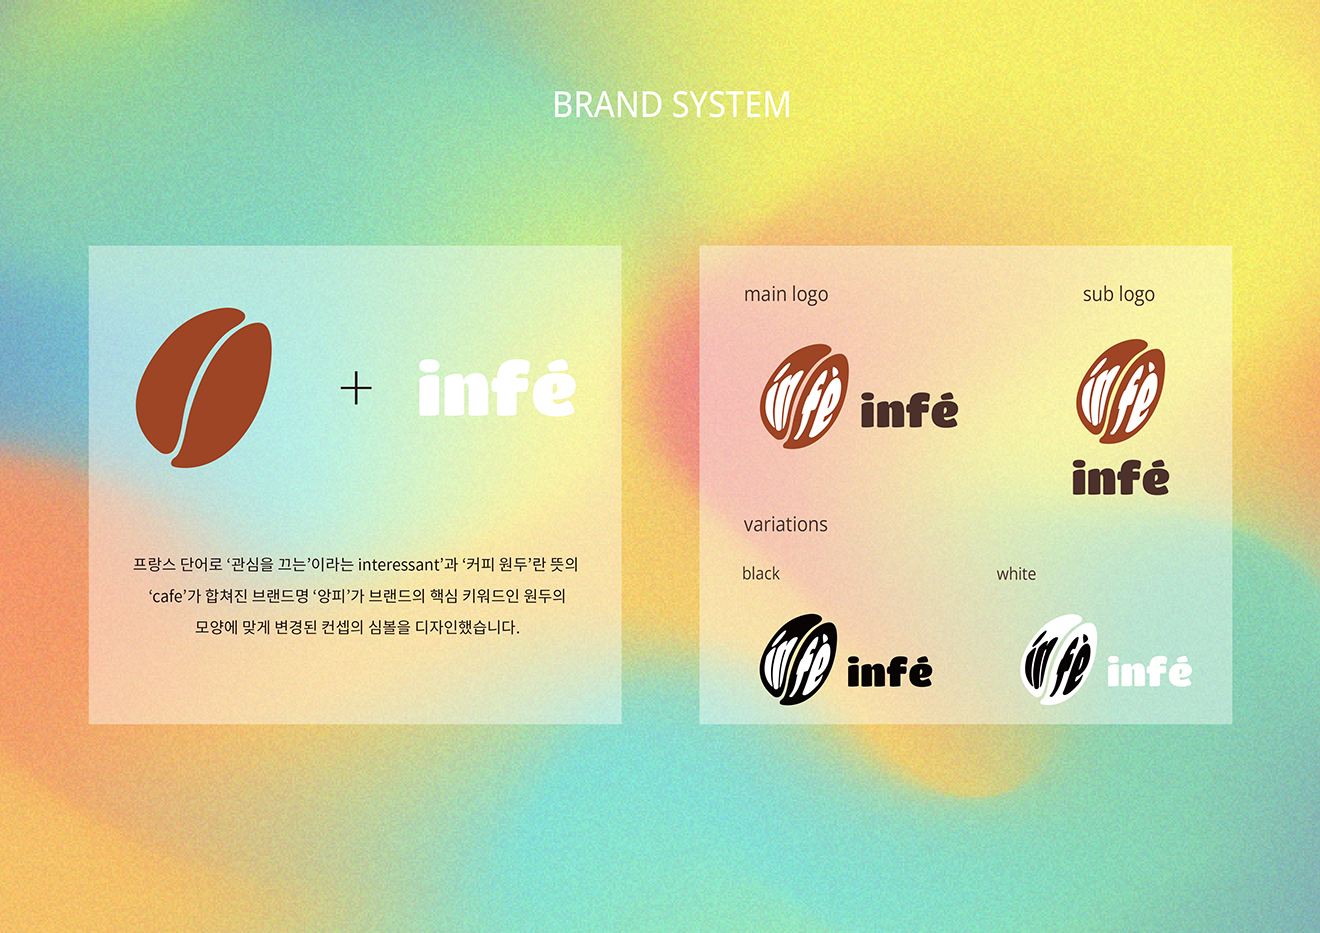 BRAND SYSTEM
infé
프랑스 단어로 ‘관심을 끄는’이라는 interessant’과 ‘커피 원두’란 뜻의
‘cafe’가 합쳐진 브랜드명 ‘앙피’가 브랜드의 핵심 키워드인 원두의
모양에 맞게 변경된 컨셉의 심볼을 디자인했습니다.
main logo
sub logo
infè
infé
infè
infé
variations
black
white
infè
infé
infè
infé